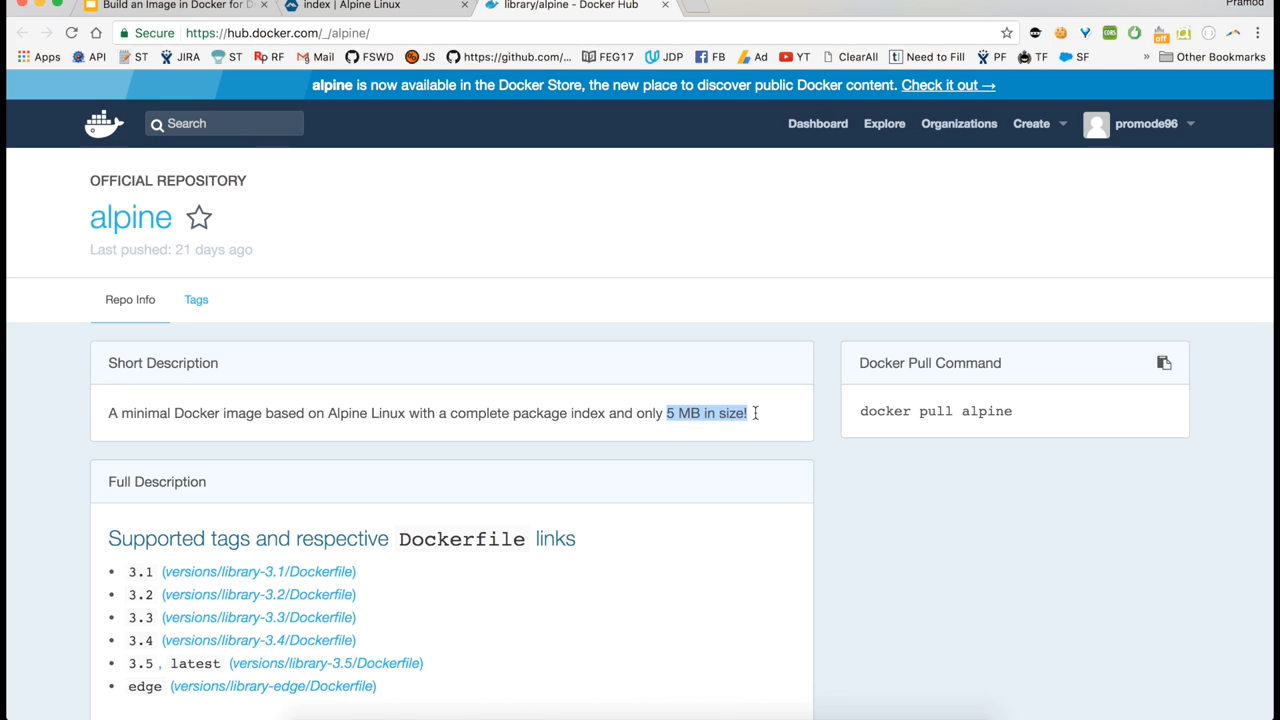 Build an Image in Docker for D
index | Alpine Linux
library/alpine - Docker Hub
Pramod
Secure https://hub.docker.com/_/alpine/
Apps API ST JIRA ST Rp RF Mail FSWD JS https://github.com/... FEG17 JDP FB Ad YT ClearAll Need to Fill PF TF SF » Other Bookmarks
alpine is now available in the Docker Store, the new place to discover public Docker content. Check it out →
Search Dashboard Explore Organizations Create promode96
OFFICIAL REPOSITORY
alpine
Last pushed: 21 days ago
Repo Info Tags
Short Description
A minimal Docker image based on Alpine Linux with a complete package index and only 5 MB in size!
Docker Pull Command
docker pull alpine
Full Description
Supported tags and respective Dockerfile links
• 3.1 (versions/library-3.1/Dockerfile)
• 3.2 (versions/library-3.2/Dockerfile)
• 3.3 (versions/library-3.3/Dockerfile)
• 3.4 (versions/library-3.4/Dockerfile)
• 3.5, latest (versions/library-3.5/Dockerfile)
• edge (versions/library-edge/Dockerfile)